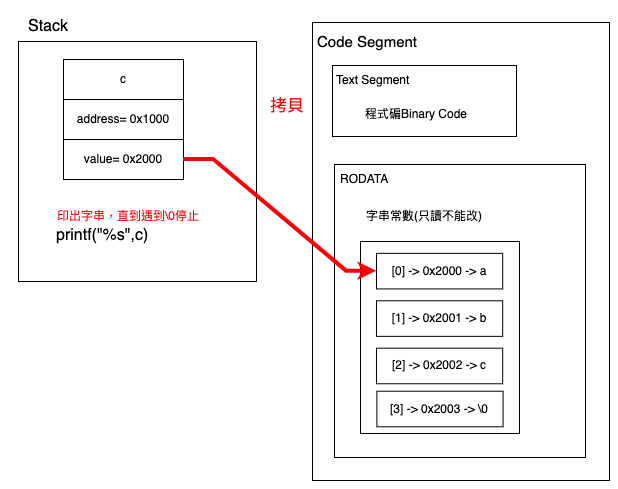 Stack
c
address= 0x1000
value= 0x2000
印出字串，直到遇到\0停止
printf("%s",c)
拷貝
Code Segment
Text Segment
程式碥Binary Code
RODATA
字串常數(只讀不能改)
[0] -> 0x2000 -> a
[1] -> 0x2001 -> b
[2] -> 0x2002 -> c
[3] -> 0x2003 -> \0